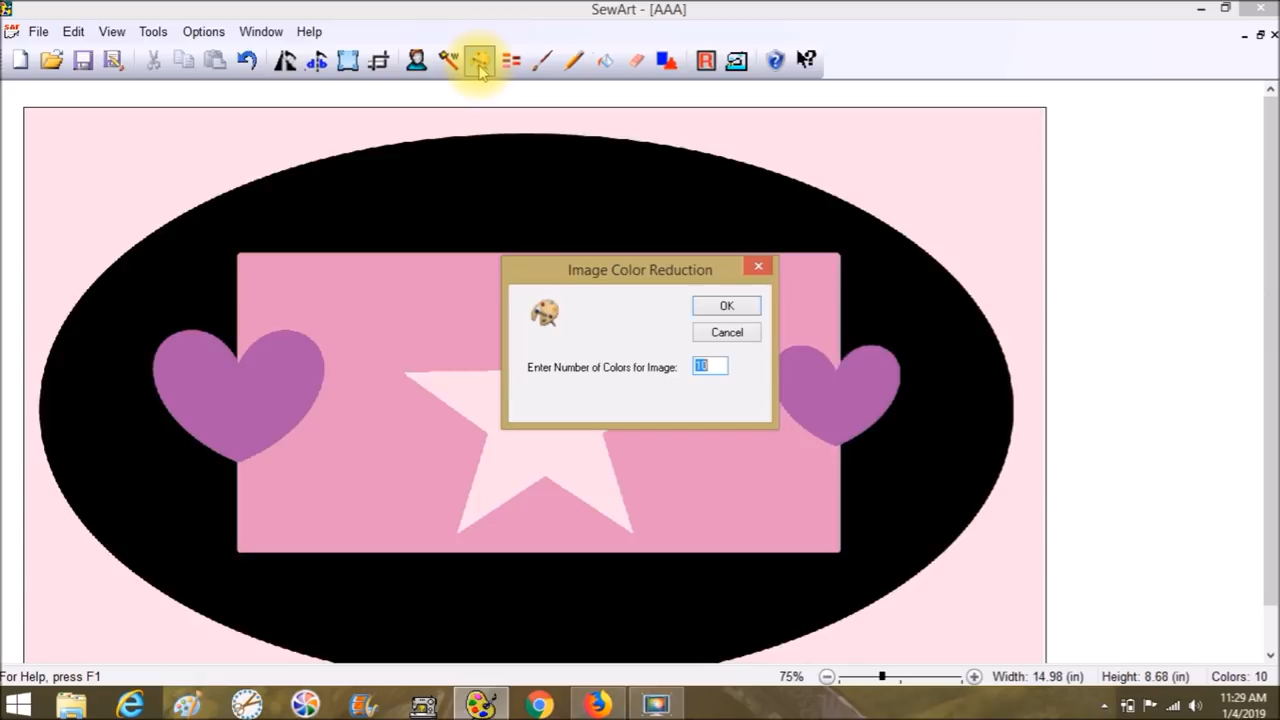 SewArt - [AAA]
File Edit View Tools Options Window Help
Image Color Reduction
OK
Cancel
Enter Number of Colors for Image: 10
For Help, press F1
75%
Width: 14.98 (in)
Height: 8.68 (in)
Colors: 10
11:29 AM
1/4/2019